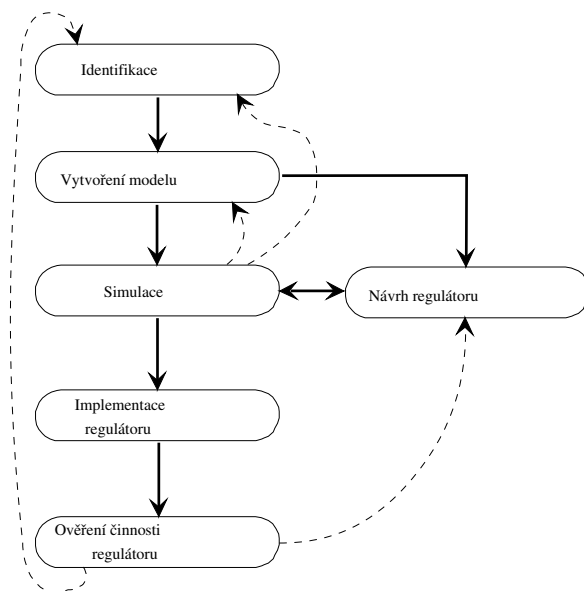 Identifikace
Vytvoření modelu
Simulace
Návrh regulátoru
Implementace
regulátoru
Ověření činnosti
regulátoru